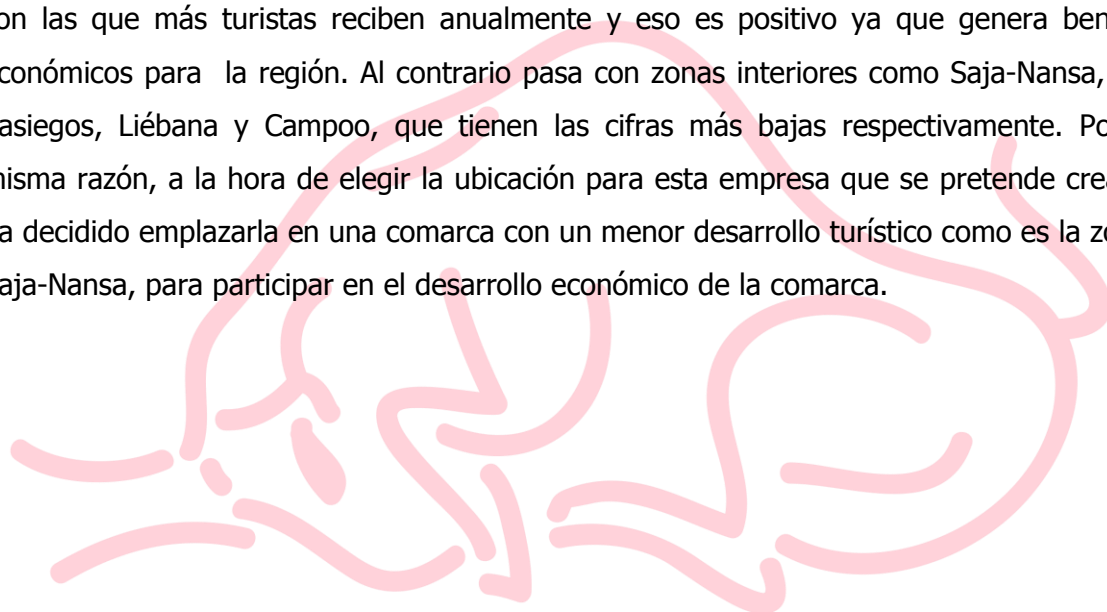 on las que más turistas reciben anualmente y eso es positivo ya que genera ben
conómicos para la región. Al contrario pasa con zonas interiores como Saja-Nansa,
asiegos, Liébana y Campoo, que tienen las cifras más bajas respectivamente. Po
misma razón, a la hora de elegir la ubicación para esta empresa que se pretende crea
a decidido emplazarla en una comarca con un menor desarrollo turístico como es la zo
aja-Nansa, para participar en el desarrollo económico de la comarca.